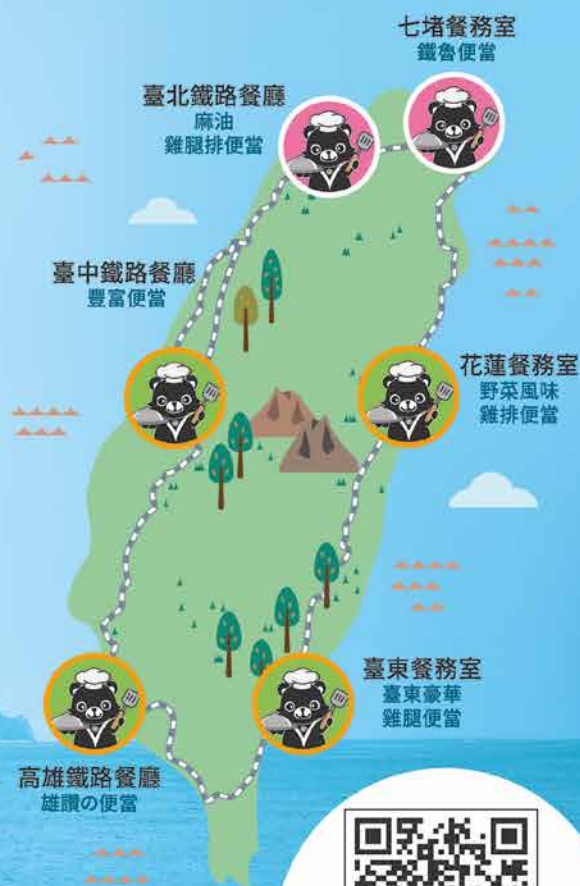 七堵餐務室
鐵魯便當
臺北鐵路餐廳
麻油
雞腿排便當
臺中鐵路餐廳
豐富便當
花蓮餐務室
野菜風味
雞排便當
臺東餐務室
臺東豪華
雞腿便當
高雄鐵路餐廳
雄讚の便當